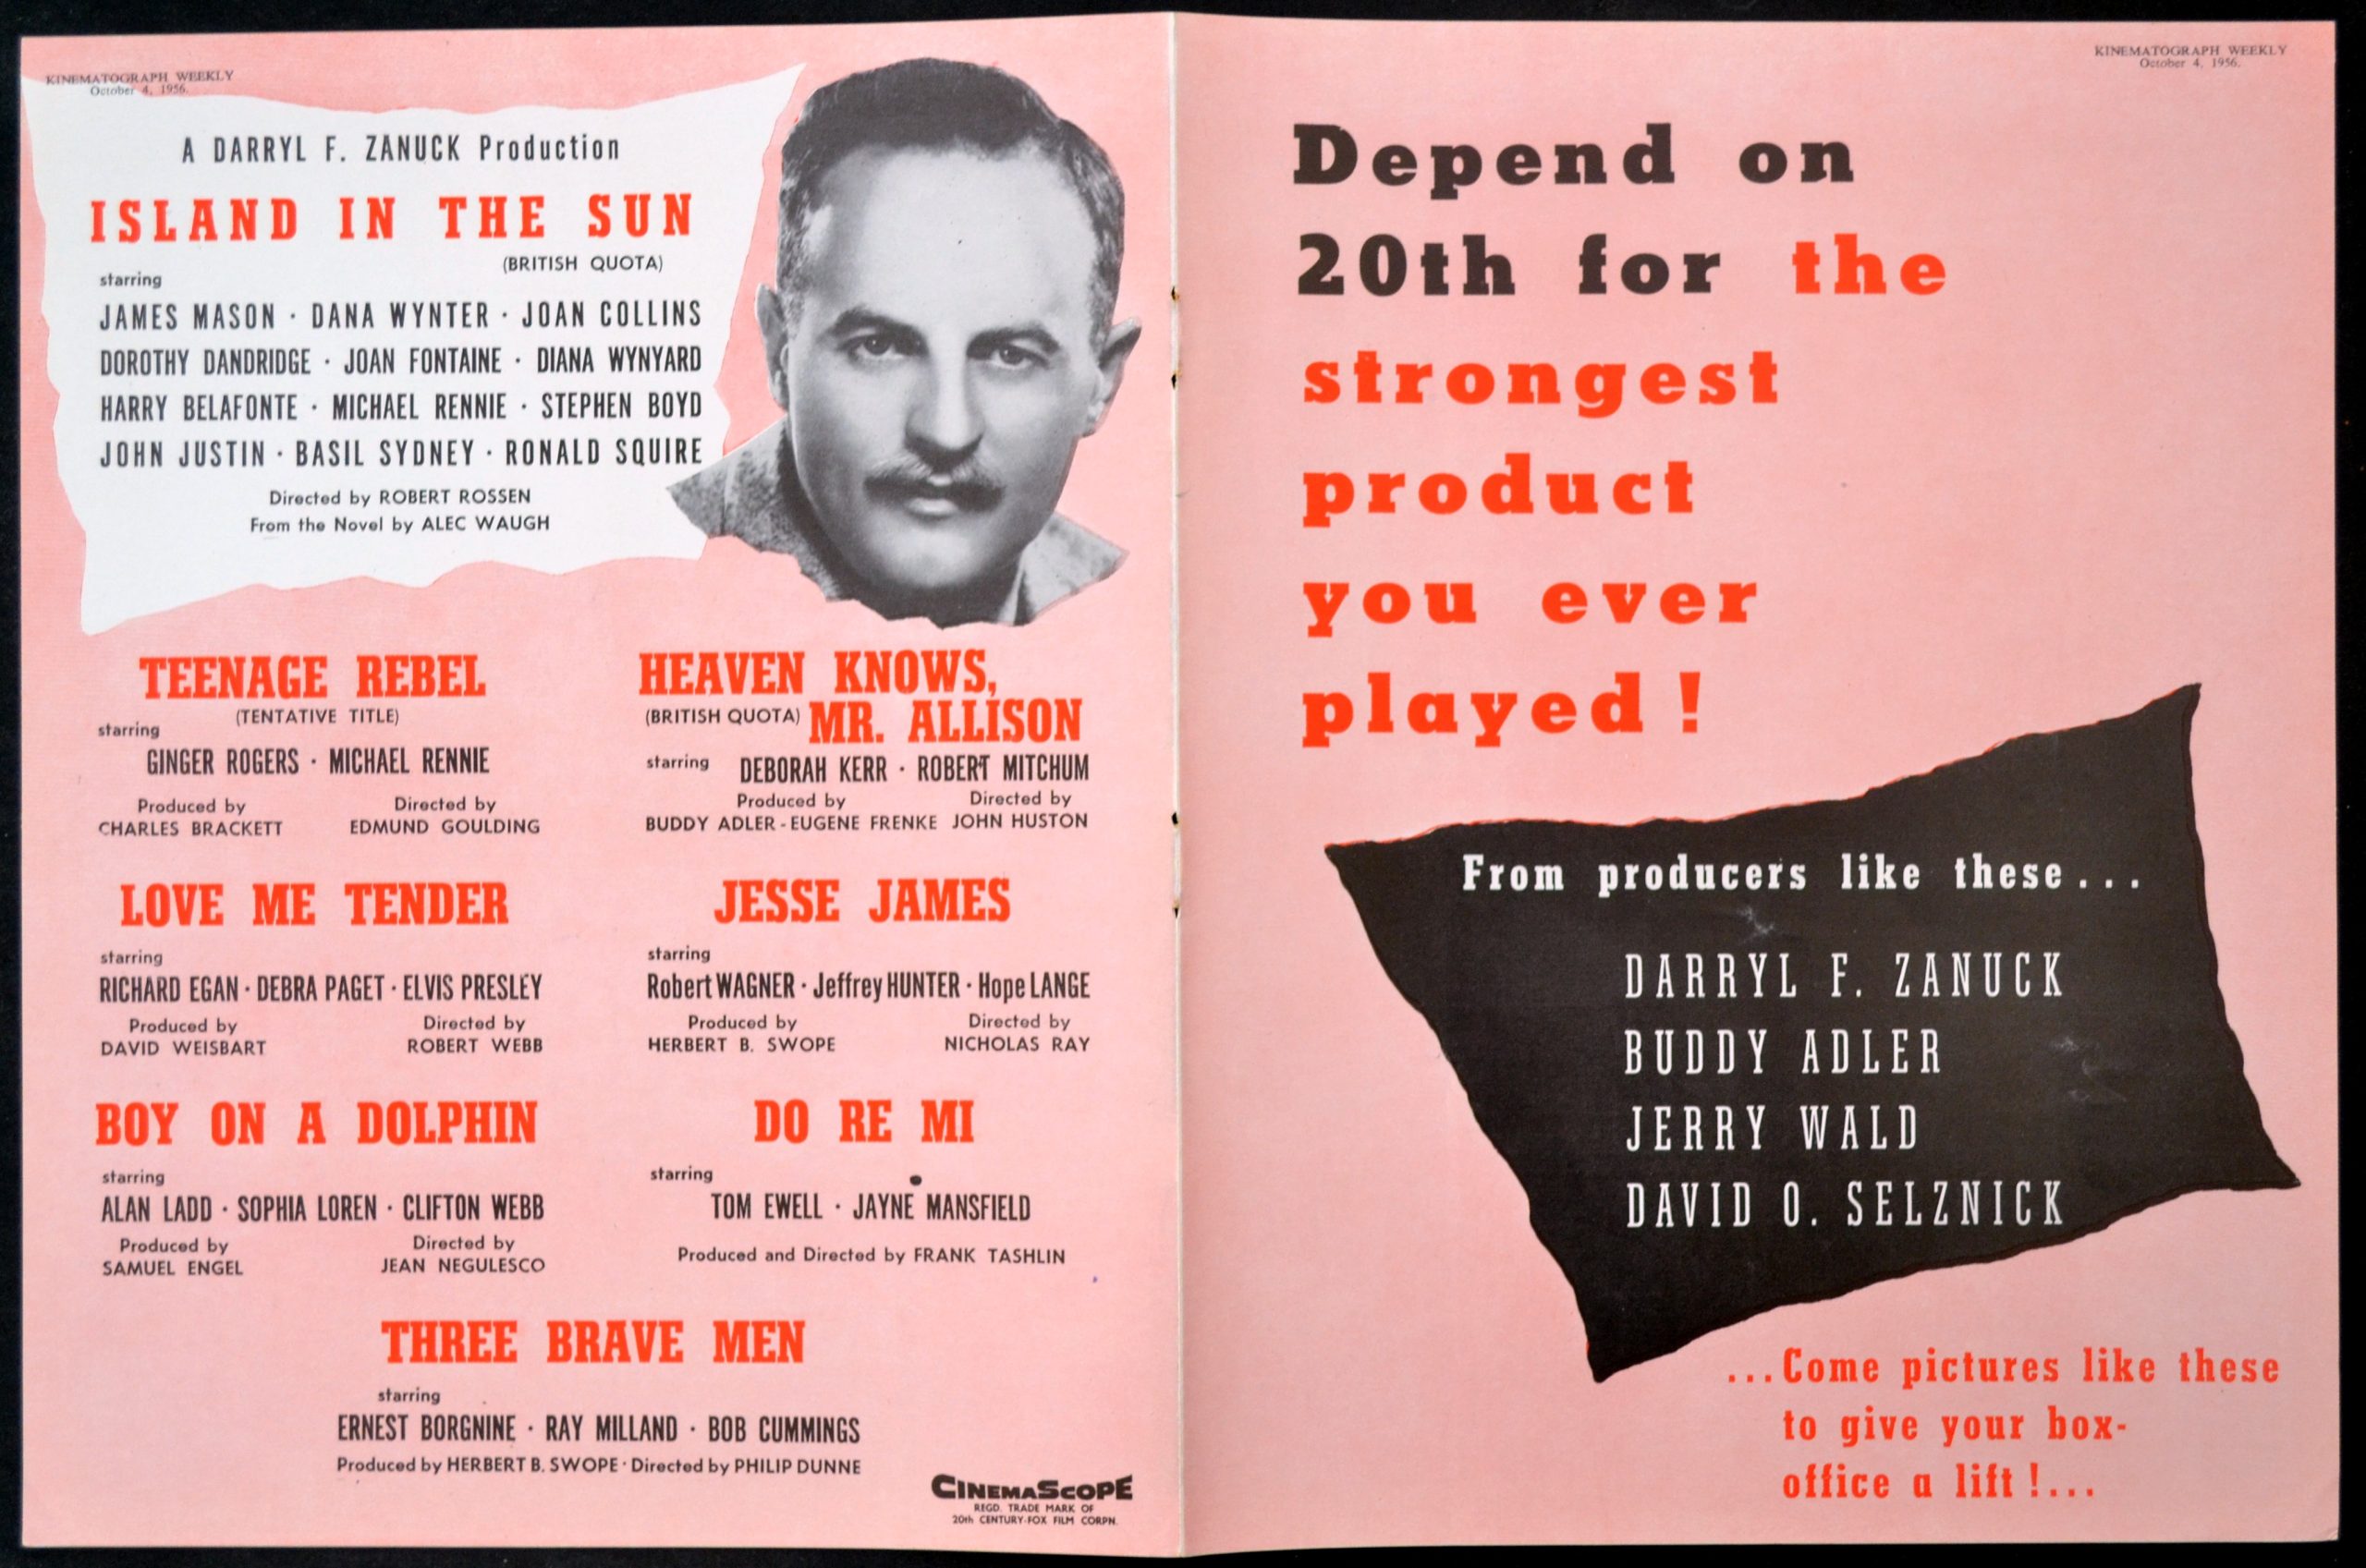 KINEMATOGRAPH WEEKLY
October 4, 1956.
A DARRYL F. ZANUCK Production
ISLAND IN THE SUN
(BRITISH QUOTA)
starring
JAMES MASON · DANA WYNTER · JOAN COLLINS
DOROTHY DANDRIDGE · JOAN FONTAINE · DIANA WYNYARD
HARRY BELAFONTE · MICHAEL RENNIE · STEPHEN BOYD
JOHN JUSTIN · BASIL SYDNEY · RONALD SQUIRE
Directed by ROBERT ROSSEN
From the Novel by ALEC WAUGH
TEENAGE REBEL
(TENTATIVE TITLE)
starring
GINGER ROGERS · MICHAEL RENNIE
Produced by Directed by
CHARLES BRACKETT EDMUND GOULDING
HEAVEN KNOWS,
(BRITISH QUOTA) MR. ALLISON
starring DEBORAH KERR · ROBERT MITCHUM
Produced by Directed by
BUDDY ADLER - EUGENE FRENKE JOHN HUSTON
LOVE ME TENDER
starring
RICHARD EGAN · DEBRA PAGET · ELVIS PRESLEY
Produced by Directed by
DAVID WEISBART ROBERT WEBB
JESSE JAMES
starring
Robert WAGNER · Jeffrey HUNTER · Hope LANGE
Produced by Directed by
HERBERT B. SWOPE NICHOLAS RAY
BOY ON A DOLPHIN
starring
ALAN LADD · SOPHIA LOREN · CLIFTON WEBB
Produced by Directed by
SAMUEL ENGEL JEAN NEGULESCO
DO RE MI
starring
TOM EWELL · JAYNE MANSFIELD
Produced and Directed by FRANK TASHLIN
THREE BRAVE MEN
starring
ERNEST BORGNINE · RAY MILLAND · BOB CUMMINGS
Produced by HERBERT B. SWOPE · Directed by PHILIP DUNNE
CINEMASCOPE
REGD. TRADE MARK OF
20th CENTURY-FOX FILM CORPN.
KINEMATOGRAPH WEEKLY
October 4, 1956.
Depend on
20th for the
strongest
product
you ever
played !
From producers like these...
DARRYL F. ZANUCK
BUDDY ADLER
JERRY WALD
DAVID O. SELZNICK
...Come pictures like these
to give your box-
office a lift !...